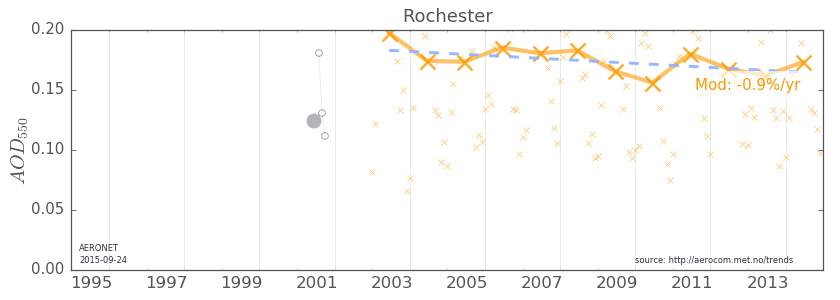 Rochester
0.20
0.15
0.10
0.05
0.00
AOD550
Mod: -0.9%/yr
AERONET
2015-09-24
source: http://aerocom.met.no/trends
1995 1997 1999 2001 2003 2005 2007 2009 2011 2013